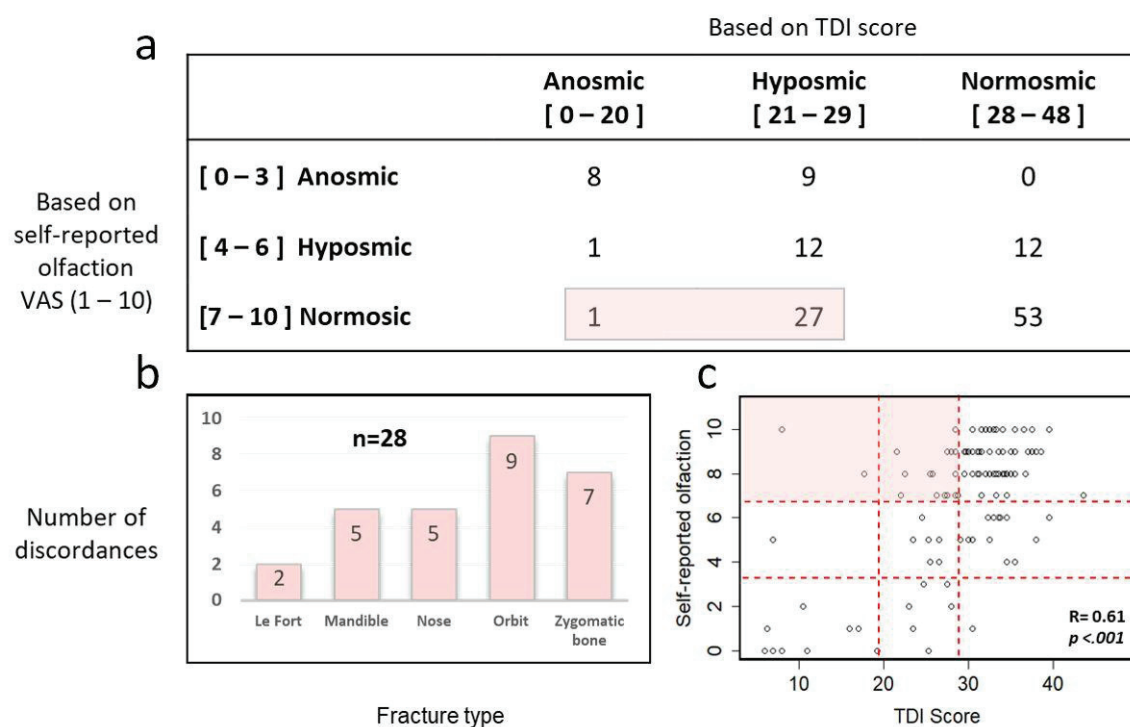 a
Based on TDI score
Anosmic Hyposmic Normosmic
[ 0 – 20 ] [ 21 – 29 ] [ 28 – 48 ]
Based on
self-reported
olfaction
VAS (1 – 10)
[ 0 – 3 ] Anosmic 8 9 0
[ 4 – 6 ] Hyposmic 1 12 12
[7 – 10 ] Normosic 1 27 53
b
Number of
discordances
n=28
10
8
6
4
2
0
2
5
5
9
7
Le Fort Mandible Nose Orbit Zygomatic
bone
Fracture type
c
Self-reported olfaction
10
8
6
4
2
0
R= 0.61
p <.001
10 20 30 40
TDI Score